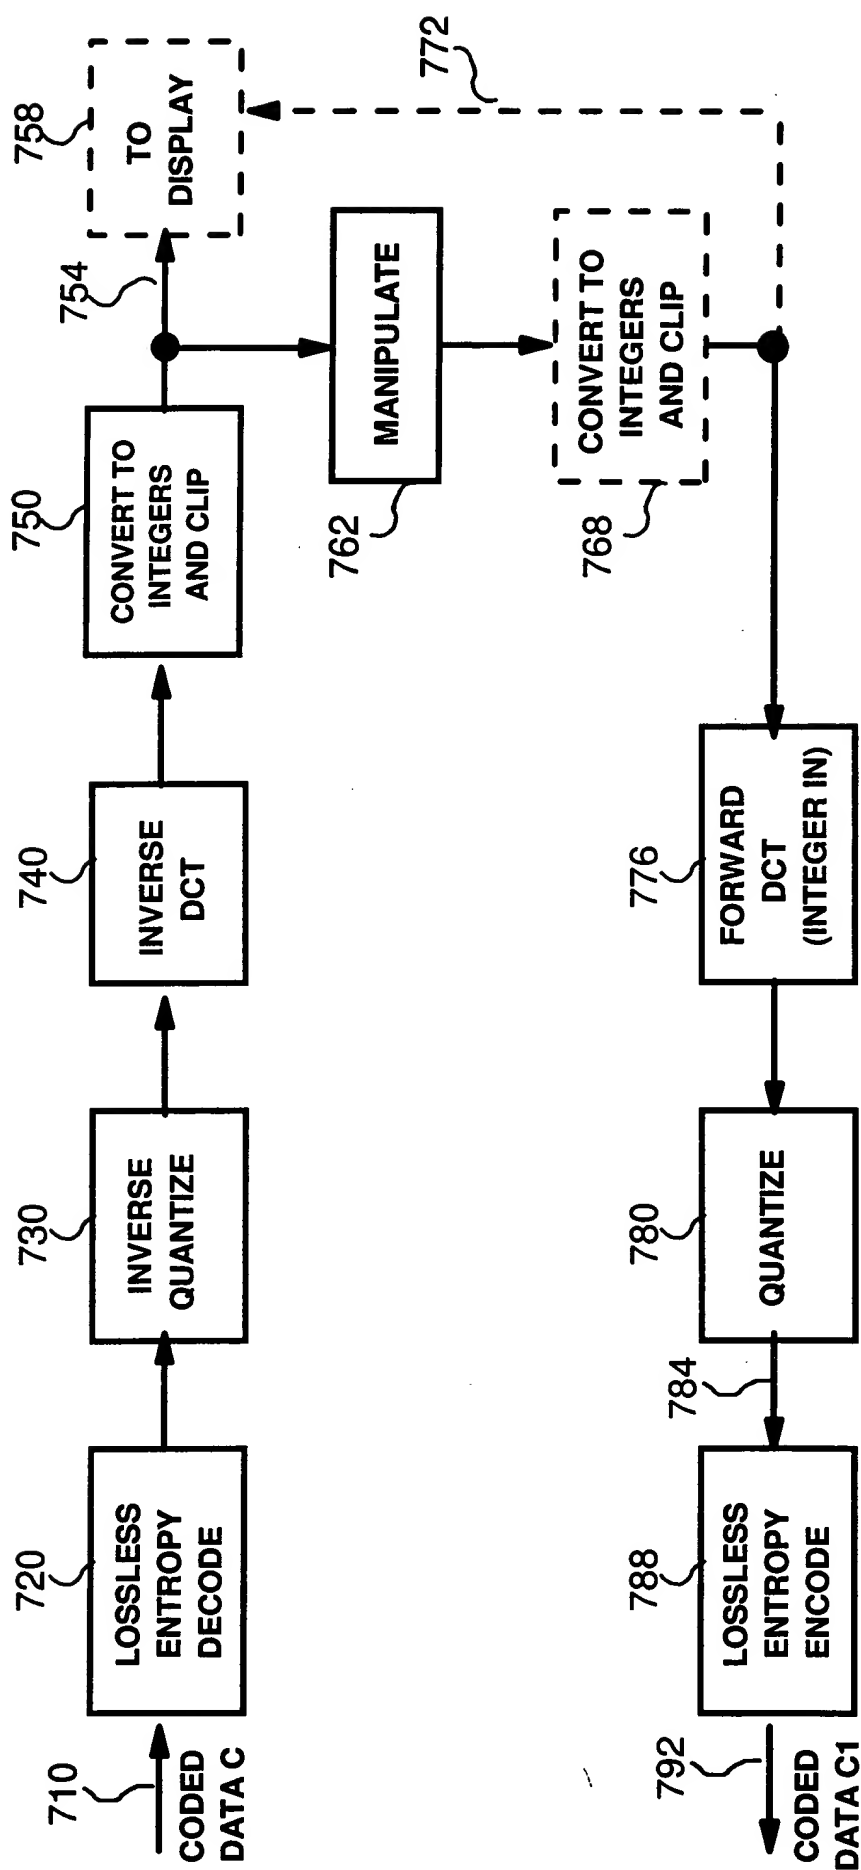 710
CODED
DATA C
720
LOSSLESS
ENTROPY
DECODE
730
INVERSE
QUANTIZE
740
INVERSE
DCT
750
CONVERT TO
INTEGERS
AND CLIP
754
758
TO
DISPLAY
762
MANIPULATE
768
CONVERT TO
INTEGERS
AND CLIP
772
776
FORWARD
DCT
(INTEGER IN)
780
QUANTIZE
784
788
LOSSLESS
ENTROPY
ENCODE
792
CODED
DATA C1